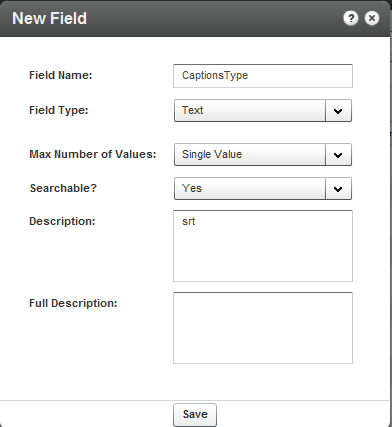 New Field
Field Name: CaptionsType
Field Type: Text
Max Number of Values: Single Value
Searchable? Yes
Description: srt
Full Description:
Save